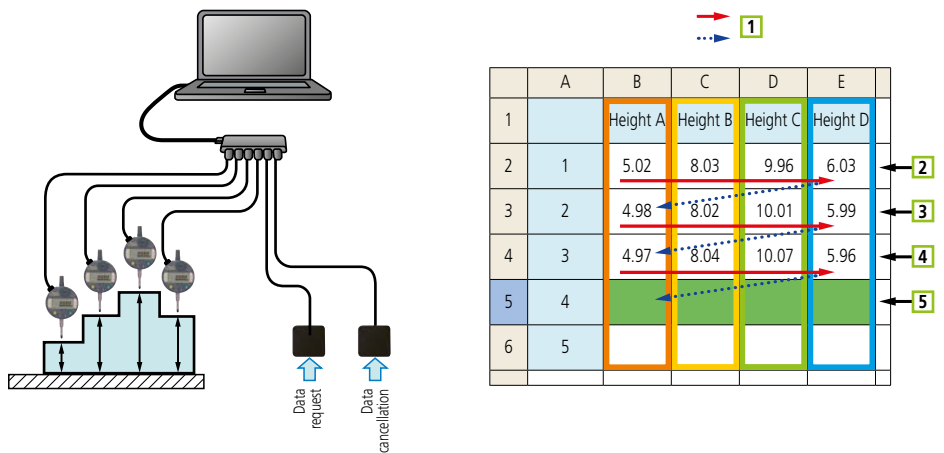 1
A B C D E
1 Height A Height B Height C Height D
2 1 5.02 8.03 9.96 6.03 2
3 2 4.98 8.02 10.01 5.99 3
4 3 4.97 8.04 10.07 5.96 4
5 4 5
6 5
Data
request
Data
cancellation